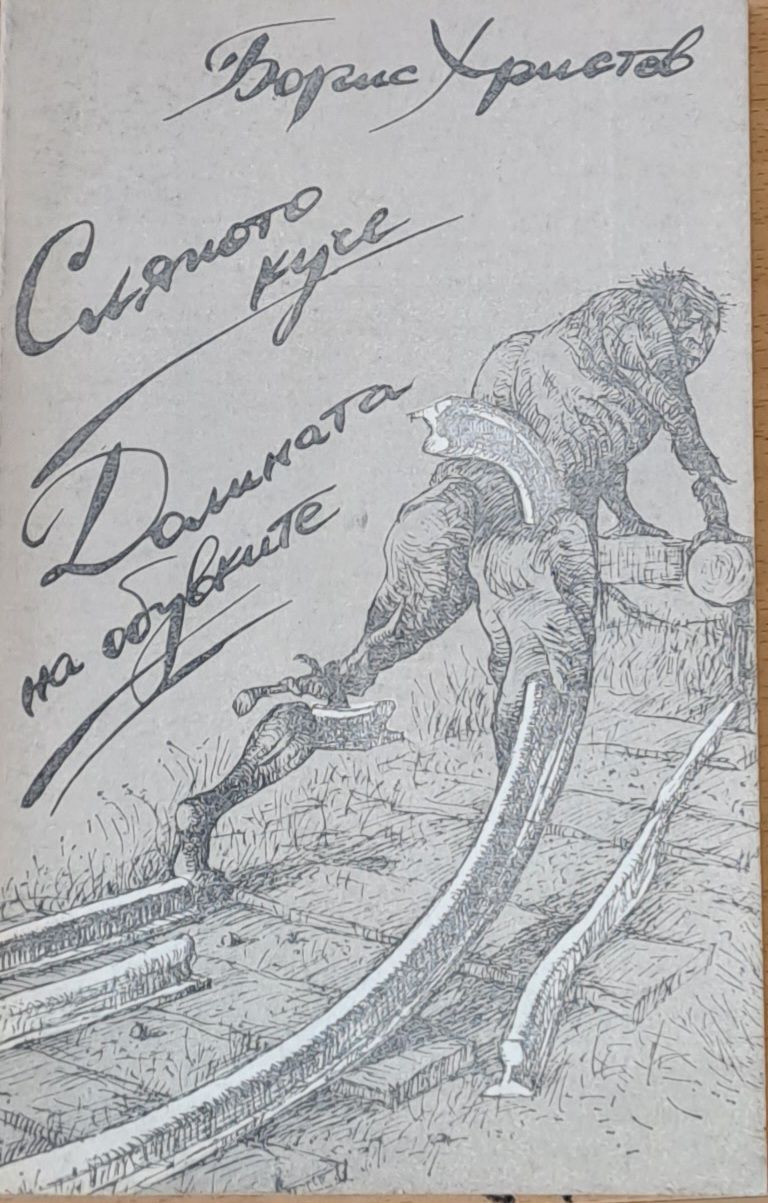 Борис Христов
Сляпото
куче
Долината
на обувките